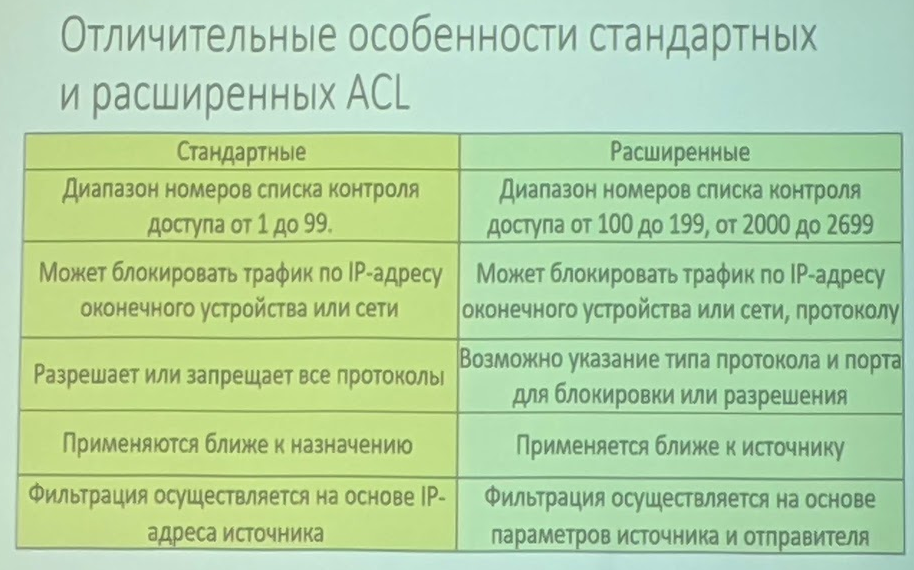 Отличительные особенности стандартных
и расширенных ACL
Стандартные
Расширенные
Диапазон номеров списка контроля
доступа от 1 до 99.
Диапазон номеров списка контроля
доступа от 100 до 199, от 2000 до 2699
Может блокировать трафик по IP-адресу
оконечного устройства или сети
Может блокировать трафик по IP-адресу
оконечного устройства или сети, протоколу
Разрешает или запрещает все протоколы
Возможно указание типа протокола и порта
для блокировки или разрешения
Применяются ближе к назначению
Применяется ближе к источнику
Фильтрация осуществляется на основе IP-
адреса источника
Фильтрация осуществляется на основе
параметров источника и отправителя